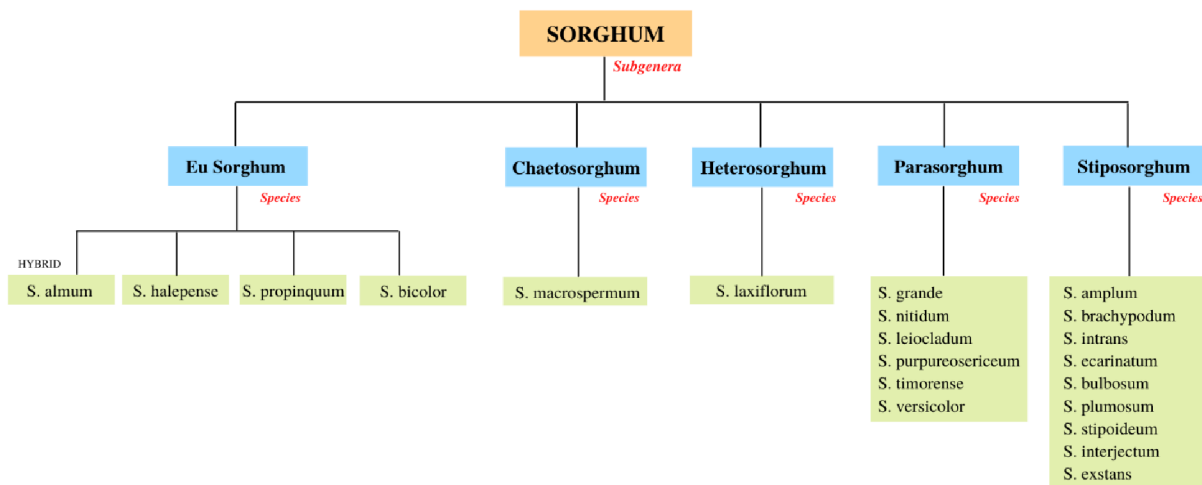 SORGHUM
Subgenera
Eu Sorghum
Chaetosorghum
Heterosorghum
Parasorghum
Stiposorghum
Species
Species
Species
Species
Species
HYBRID
S. almum
S. halepense
S. propinquum
S. bicolor
S. macrospermum
S. laxiflorum
S. grande
S. nitidum
S. leiocladum
S. purpureosericeum
S. timorense
S. versicolor
S. amplum
S. brachypodum
S. intrans
S. ecarinatum
S. bulbosum
S. plumosum
S. stipoideum
S. interjectum
S. exstans